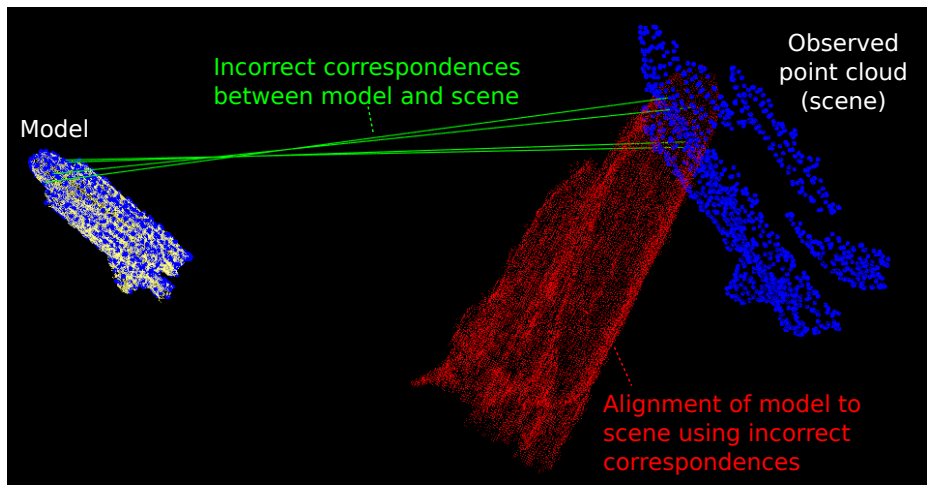 Observed
point cloud
(scene)
Incorrect correspondences
between model and scene
Model
Alignment of model to
scene using incorrect
correspondences